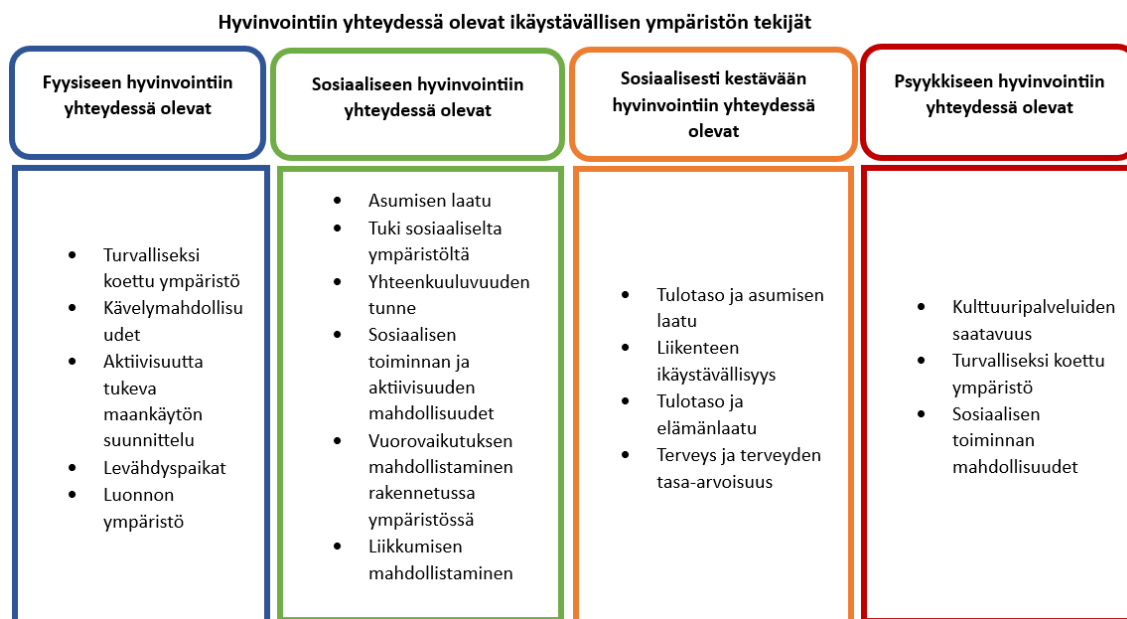 Hyvinvointiin yhteydessä olevat ikäystävällisen ympäristön tekijät
Fyysiseen hyvinvointiin
yhteydessä olevat
Sosiaaliseen hyvinvointiin
yhteydessä olevat
Sosiaalisesti kestävään
hyvinvointiin yhteydessä
olevat
Psyykkiseen hyvinvointiin
yhteydessä olevat
• Turvalliseksi
koettu ympäristö
• Kävelymahdollisu
udet
• Aktiivisuutta
tukeva
maankäytön
suunnittelu
• Levähdyspaikat
• Luonnon
ympäristö
• Asumisen laatu
• Tuki sosiaaliselta
ympäristöltä
• Yhteenkuuluvuuden
tunne
• Sosiaalisen
toiminnan ja
aktiivisuuden
mahdollisuudet
• Vuorovaikutuksen
mahdollistaminen
rakennetussa
ympäristössä
• Liikkumisen
mahdollistaminen
• Tulotaso ja asumisen
laatu
• Liikenteen
ikäystävällisyys
• Tulotaso ja
elämänlaatu
• Terveys ja terveyden
tasa-arvoisuus
• Kulttuuripalveluiden
saatavuus
• Turvalliseksi koettu
ympäristö
• Sosiaalisen
toiminnan
mahdollisuudet